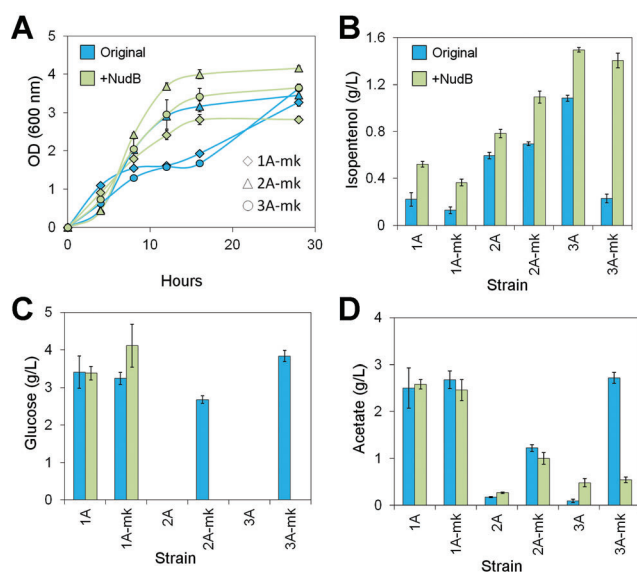 A
Original
+NudB
OD (600 nm)
5
4
3
2
1
0
1A-mk
2A-mk
3A-mk
0
10
20
30
Hours
B
Original
+NudB
Isopentenol (g/L)
1.6
1.2
0.8
0.4
0
1A
1A-mk
2A
2A-mk
3A
3A-mk
Strain
C
Glucose (g/L)
5
4
3
2
1
0
1A
1A-mk
2A
2A-mk
3A
3A-mk
Strain
D
Acetate (g/L)
4
3
2
1
0
1A
1A-mk
2A
2A-mk
3A
3A-mk
Strain